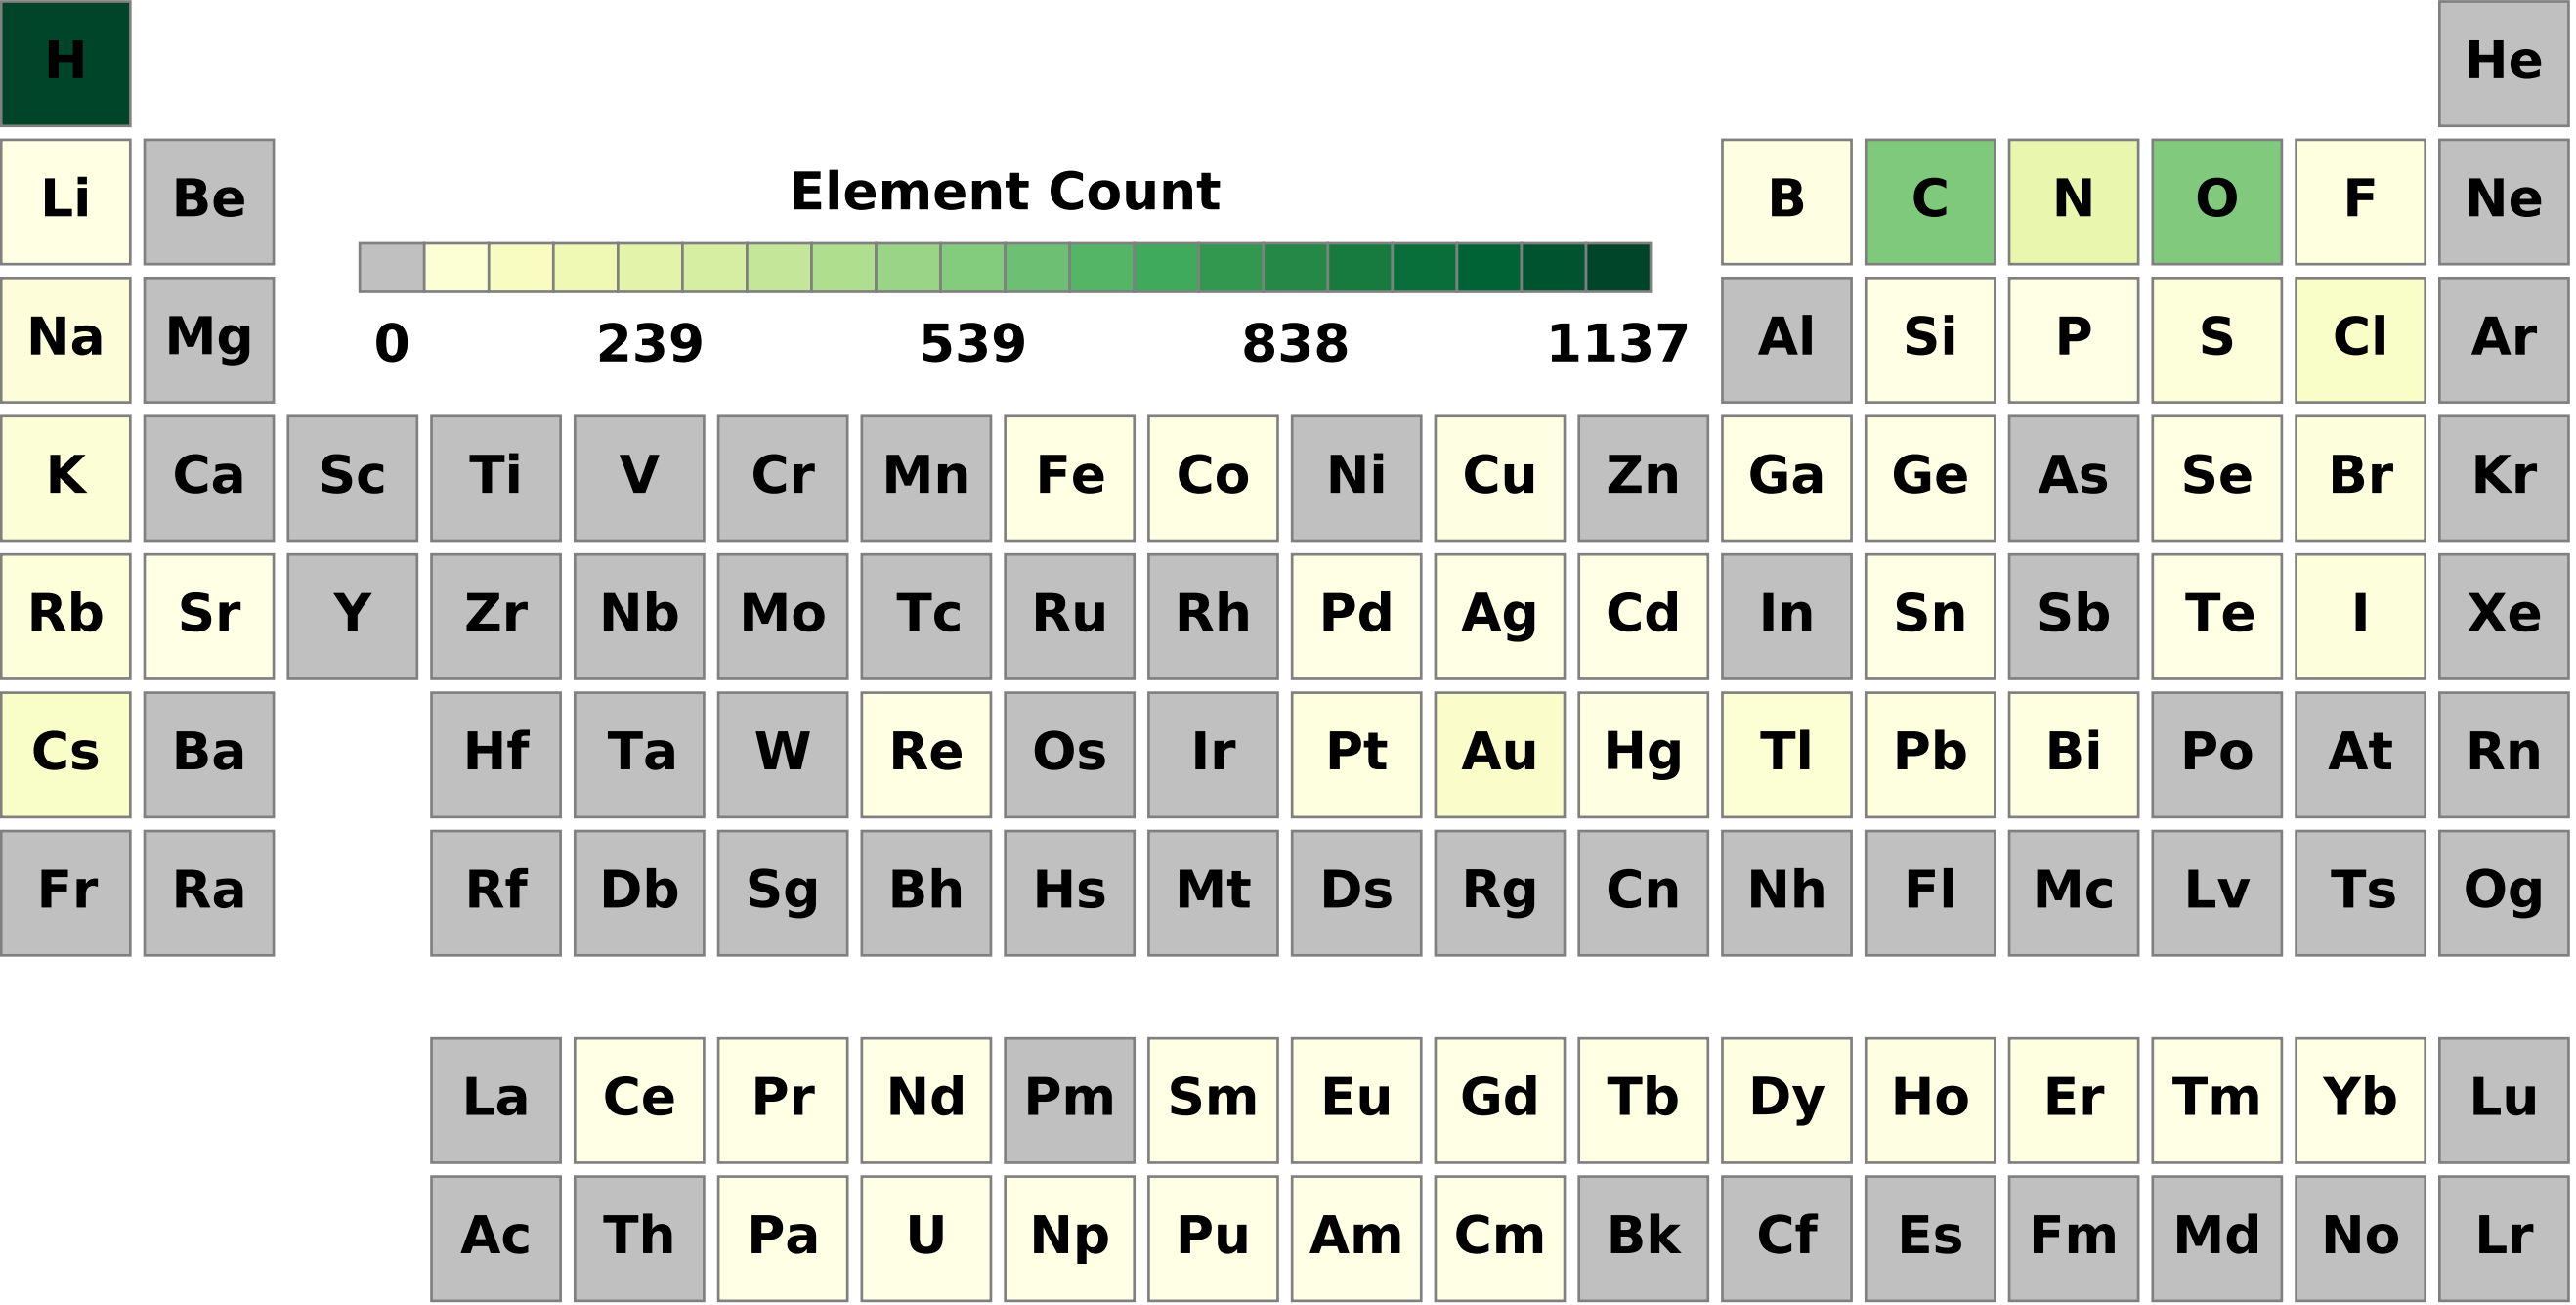 H He
Li Be B C N O F Ne
Element Count
Na Mg Al Si P S Cl Ar
0 239 539 838 1137
K Ca Sc Ti V Cr Mn Fe Co Ni Cu Zn Ga Ge As Se Br Kr
Rb Sr Y Zr Nb Mo Tc Ru Rh Pd Ag Cd In Sn Sb Te I Xe
Cs Ba Hf Ta W Re Os Ir Pt Au Hg Tl Pb Bi Po At Rn
Fr Ra Rf Db Sg Bh Hs Mt Ds Rg Cn Nh Fl Mc Lv Ts Og
La Ce Pr Nd Pm Sm Eu Gd Tb Dy Ho Er Tm Yb Lu
Ac Th Pa U Np Pu Am Cm Bk Cf Es Fm Md No Lr